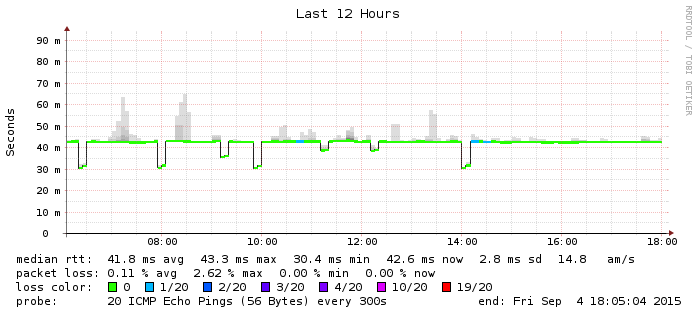 Last 12 Hours
RRDTOOL / TOBI OETIKER
Seconds
90 m
80 m
70 m
60 m
50 m
40 m
30 m
20 m
10 m
0
08:00 10:00 12:00 14:00 16:00 18:00
median rtt: 41.8 ms avg 43.3 ms max 30.4 ms min 42.6 ms now 2.8 ms sd 14.8 am/s
packet loss: 0.11 % avg 2.62 % max 0.00 % min 0.00 % now
loss color: 0 1/20 2/20 3/20 4/20 10/20 19/20
probe: 20 ICMP Echo Pings (56 Bytes) every 300s end: Fri Sep 4 18:05:04 2015